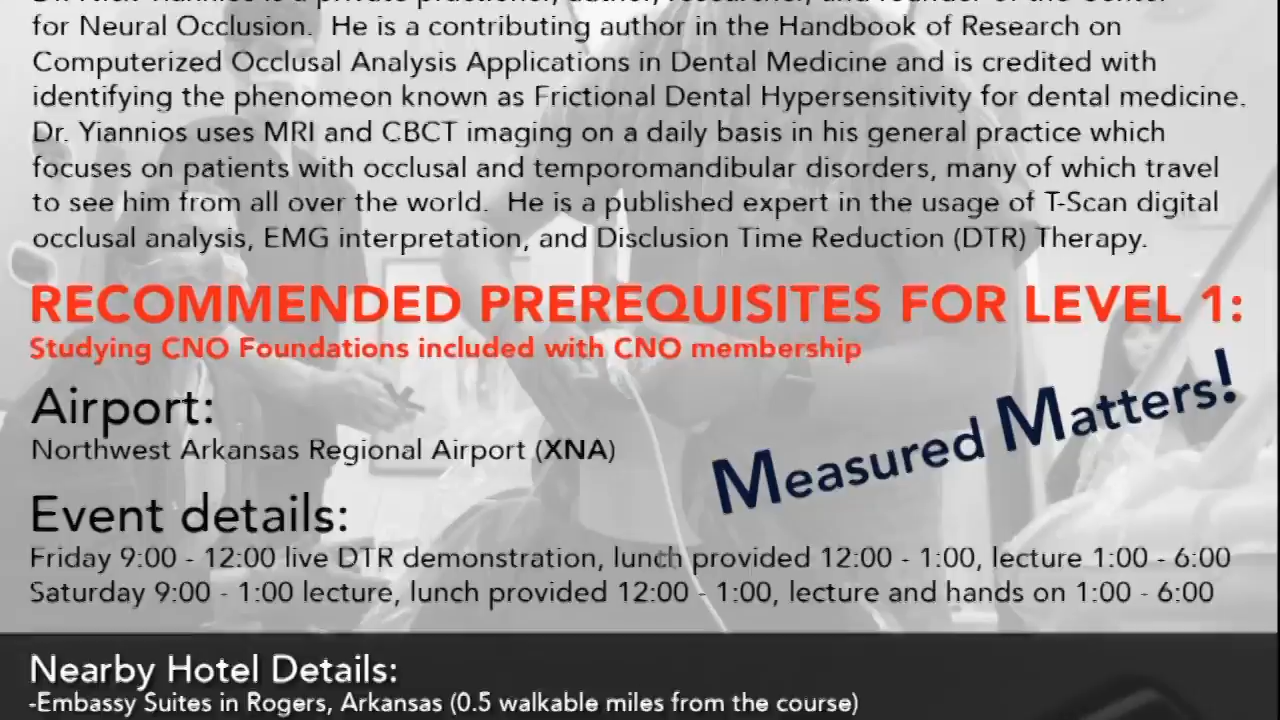 for Neural Occlusion. He is a contributing author in the Handbook of Research on
Computerized Occlusal Analysis Applications in Dental Medicine and is credited with
identifying the phenomeon known as Frictional Dental Hypersensitivity for dental medicine.
Dr. Yiannios uses MRI and CBCT imaging on a daily basis in his general practice which
focuses on patients with occlusal and temporomandibular disorders, many of which travel
to see him from all over the world. He is a published expert in the usage of T-Scan digital
occlusal analysis, EMG interpretation, and Disclusion Time Reduction (DTR) Therapy.
RECOMMENDED PREREQUISITES FOR LEVEL 1:
Studying CNO Foundations included with CNO membership
Airport:
Northwest Arkansas Regional Airport (XNA)
Measured Matters!
Event details:
Friday 9:00 - 12:00 live DTR demonstration, lunch provided 12:00 - 1:00, lecture 1:00 - 6:00
Saturday 9:00 - 1:00 lecture, lunch provided 12:00 - 1:00, lecture and hands on 1:00 - 6:00
Nearby Hotel Details:
-Embassy Suites in Rogers, Arkansas (0.5 walkable miles from the course)